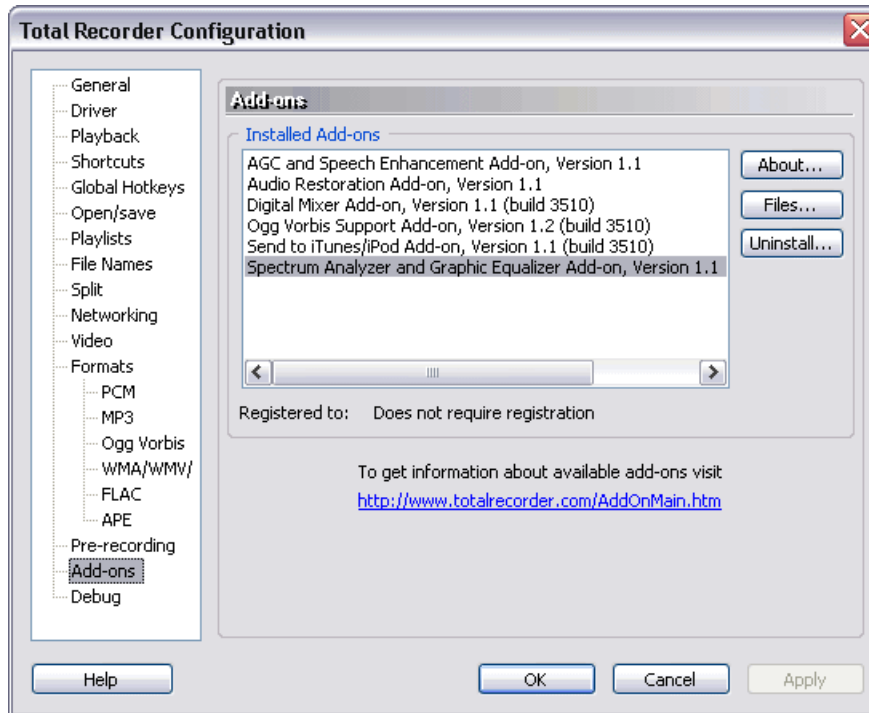 Total Recorder Configuration
General
Driver
Playback
Shortcuts
Global Hotkeys
Open/save
Playlists
File Names
Split
Networking
Video
Formats
PCM
MP3
Ogg Vorbis
WMA/WMV/
FLAC
APE
Pre-recording
Add-ons
Debug
Add-ons
Installed Add-ons
AGC and Speech Enhancement Add-on, Version 1.1
Audio Restoration Add-on, Version 1.1
Digital Mixer Add-on, Version 1.1 (build 3510)
Ogg Vorbis Support Add-on, Version 1.2 (build 3510)
Send to iTunes/iPod Add-on, Version 1.1 (build 3510)
Spectrum Analyzer and Graphic Equalizer Add-on, Version 1.1
About...
Files...
Uninstall...
Registered to: Does not require registration
To get information about available add-ons visit
http://www.totalrecorder.com/AddOnMain.htm
Help
OK
Cancel
Apply